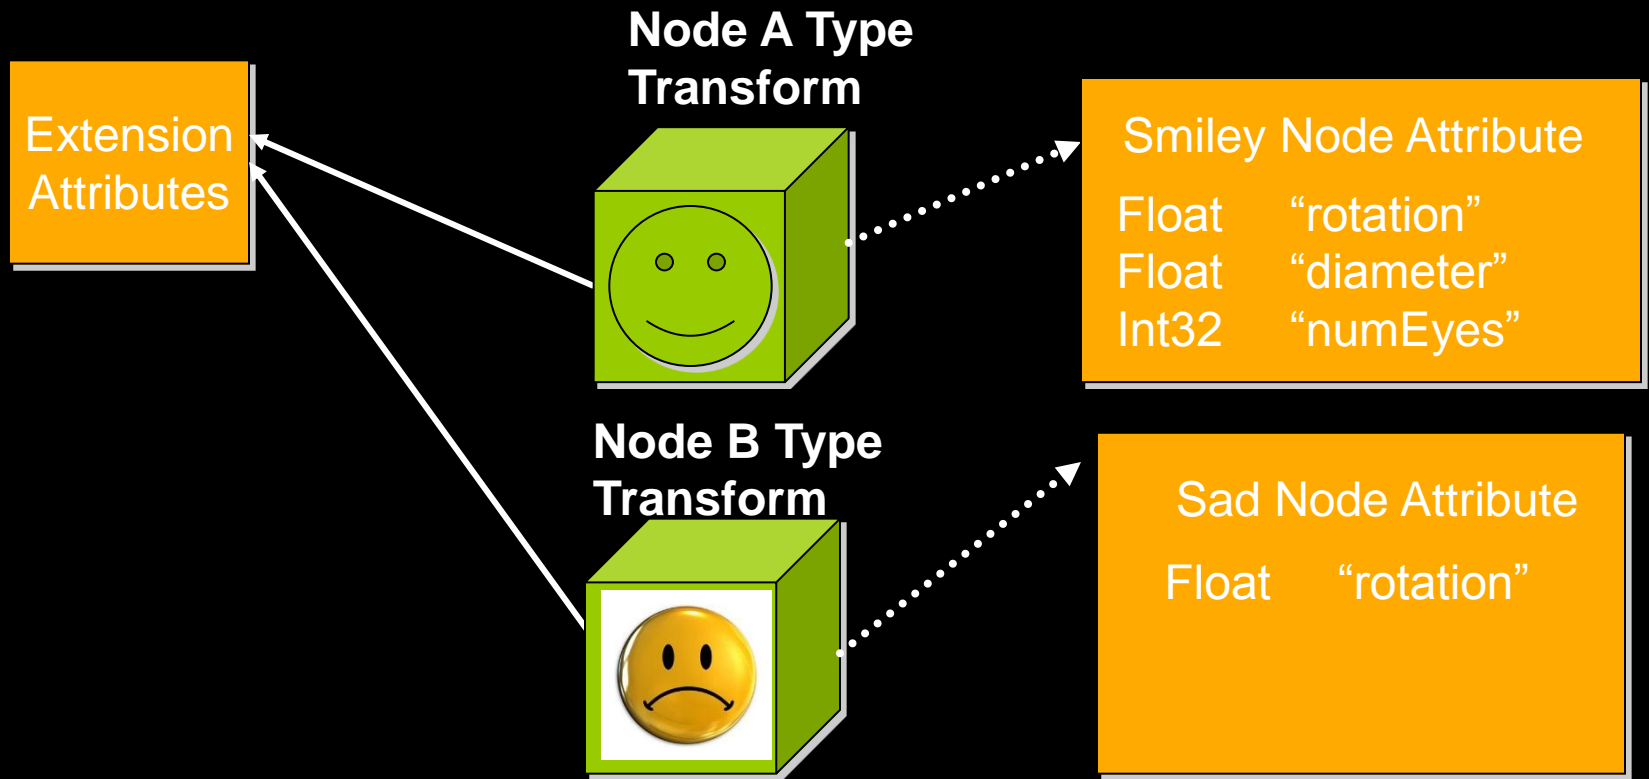 Node A Type
Transform
Extension
Attributes
Smiley Node Attribute
Float “rotation”
Float “diameter”
Int32 “numEyes”
Node B Type
Transform
Sad Node Attribute
Float “rotation”